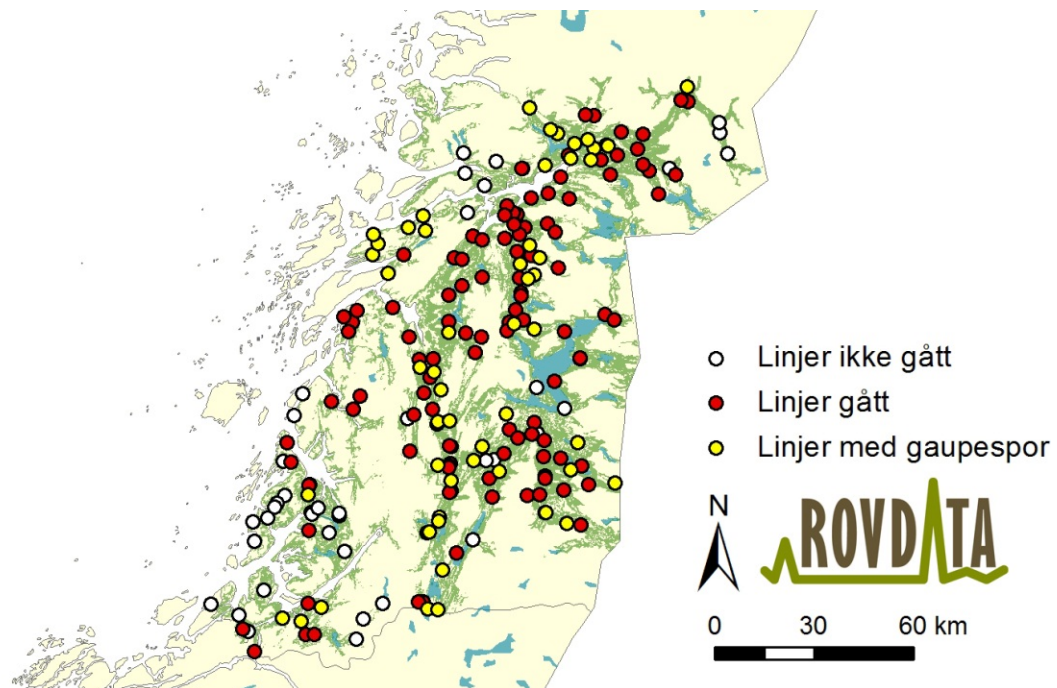 Linjer ikke gått
Linjer gått
Linjer med gaupespor
N
ROVDATA
0 30 60 km